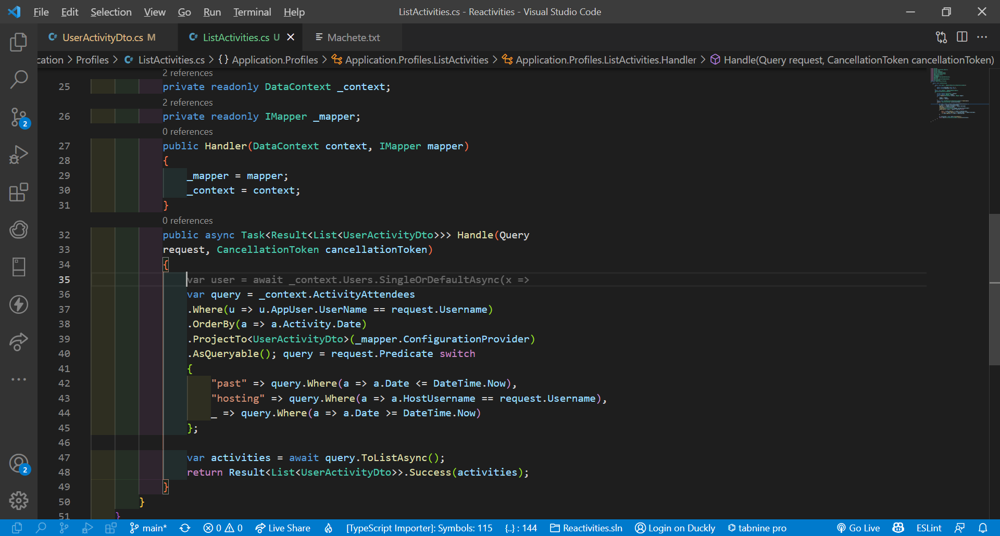 File Edit Selection View Go Run Terminal Help ListActivities.cs - Reactivities - Visual Studio Code
UserActivityDto.cs M ListActivities.cs U Machete.txt
cation > Profiles > ListActivities.cs > {} Application.Profiles > Application.Profiles.ListActivities > Application.Profiles.ListActivities.Handler > Handle(Query request, CancellationToken cancellationToken)
2 references
25 private readonly DataContext _context;
2 references
26 private readonly IMapper _mapper;
0 references
27 public Handler(DataContext context, IMapper mapper)
28 {
29 _mapper = mapper;
30 _context = context;
31 }
0 references
32 public async Task<Result<List<UserActivityDto>>> Handle(Query
33 request, CancellationToken cancellationToken)
34 {
35 var user = await _context.Users.SingleOrDefaultAsync(x =>
36 var query = _context.ActivityAttendees
37 .Where(u => u.AppUser.UserName == request.Username)
38 .OrderBy(a => a.Activity.Date)
39 .ProjectTo<UserActivityDto>(_mapper.ConfigurationProvider)
40 .AsQueryable(); query = request.Predicate switch
41 {
42 "past" => query.Where(a => a.Date <= DateTime.Now),
43 "hosting" => query.Where(a => a.HostUsername == request.Username),
44 _ => query.Where(a => a.Date >= DateTime.Now)
45 };
46
47 var activities = await query.ToListAsync();
48 return Result<List<UserActivityDto>>.Success(activities);
49 }
50 }
51 }
2
2
main* 0 0 Live Share [TypeScript Importer]: Symbols: 115 {..} : 144 Reactivities.sln Login on Duckly tabnine pro Go Live ESLint